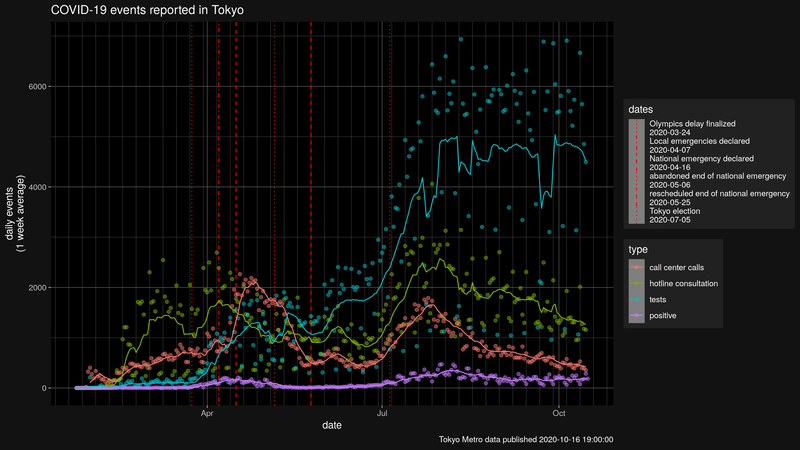 COVID-19 events reported in Tokyo
daily events
(1 week average)
6000
4000
2000
0
Apr
Jul
Oct
date
dates
Olympics delay finalized
2020-03-24
Local emergencies declared
2020-04-07
National emergency declared
2020-04-16
abandoned end of national emergency
2020-05-06
rescheduled end of national emergency
2020-05-25
Tokyo election
2020-07-05
type
call center calls
hotline consultation
tests
positive
Tokyo Metro data published 2020-10-16 19:00:00